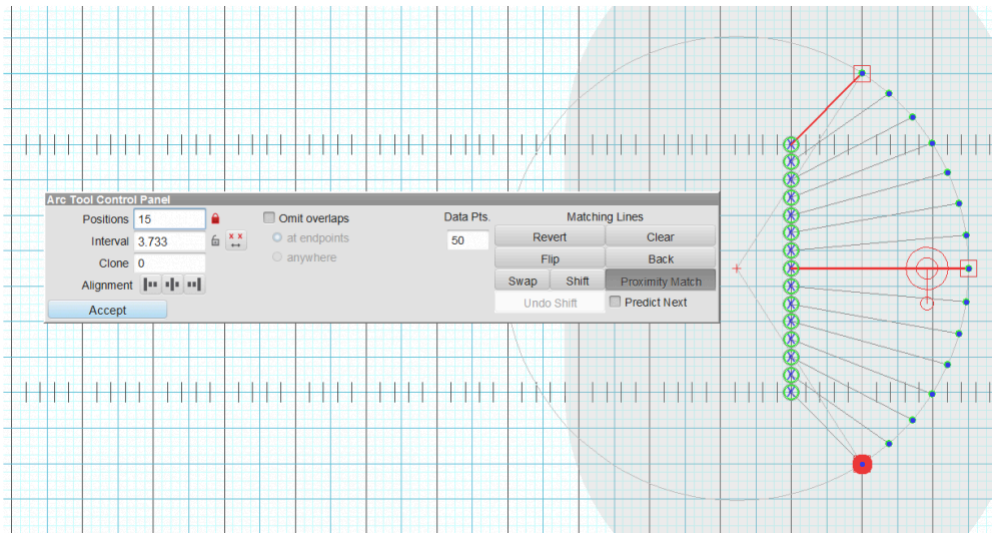 Arc Tool Control Panel
Positions 15
Interval 3.733
Clone 0
Alignment
Accept
Omit overlaps
at endpoints
anywhere
Data Pts.
50
Matching Lines
Revert Clear
Flip Back
Swap Shift Proximity Match
Undo Shift Predict Next